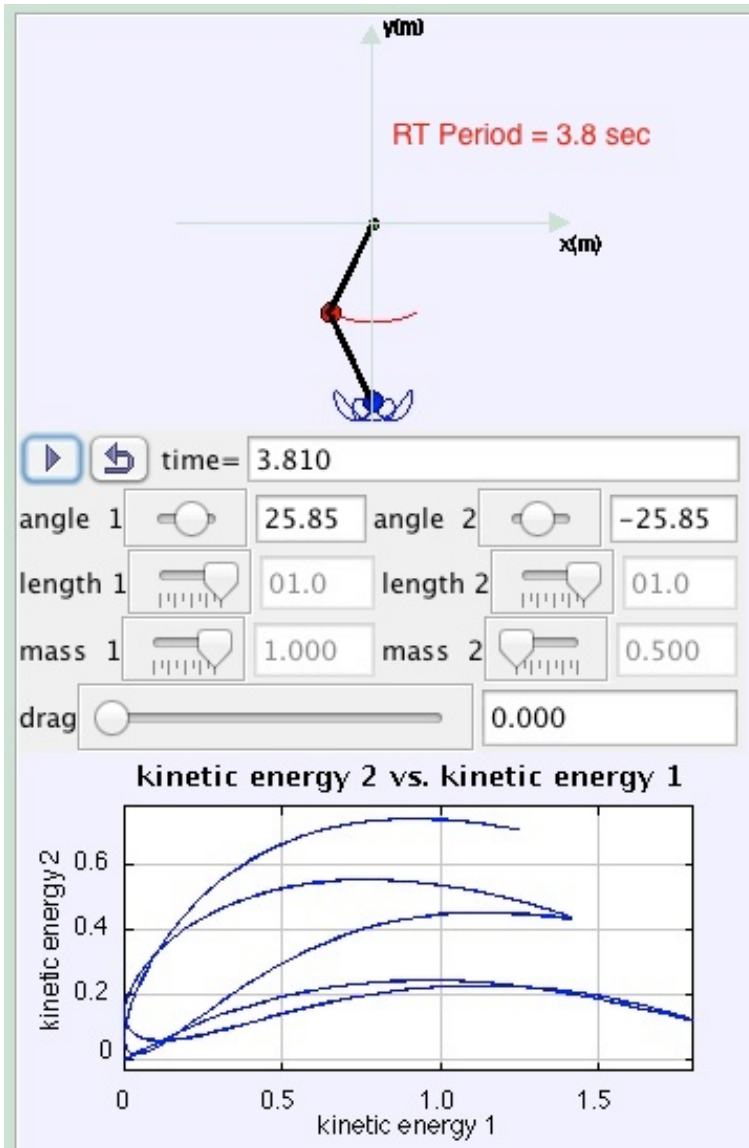 y(m)
RT Period = 3.8 sec
x(m)
time= 3.810
angle 1 25.85 angle 2 -25.85
length 1 01.0 length 2 01.0
mass 1 1.000 mass 2 0.500
drag 0.000
kinetic energy 2 vs. kinetic energy 1
kinetic energy 2
0.6
0.4
0.2
0
0 0.5 1.0 1.5
kinetic energy 1